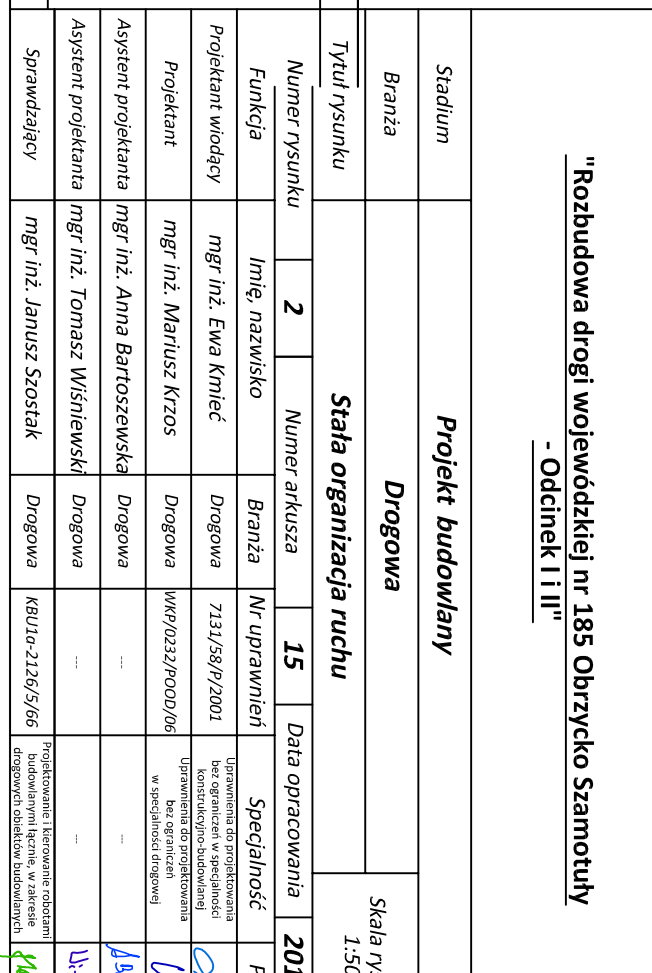 "Rozbudowa drogi wojewódzkiej nr 185 Obrzycko Szamotuły
- Odcinek I i II"
Stadium Projekt budowlany
Branża Drogowa
Skala
1:50
Tytuł rysunku Stała organizacja ruchu
Numer rysunku 2 Numer arkusza 15 Data opracowania 201
Funkcja Imię, nazwisko Branża Nr uprawnień Specjalność
Projektant wiodący mgr inż. Ewa Kmieć Drogowa 7131/58/P/2001
Uprawnienia do projektowania
bez ograniczeń w specjalności
konstrukcyjno-budowlanej
Projektant mgr inż. Mariusz Krzos Drogowa WKP/0232/POOD/06
Uprawnienia do projektowania
bez ograniczeń
w specjalności drogowej
Asystent projektanta mgr inż. Anna Bartoszewska Drogowa --- ---
Asystent projektanta mgr inż. Tomasz Wiśniewski Drogowa --- ---
Sprawdzający mgr inż. Janusz Szostak Drogowa KBU1a-2126/5/66
Projektowanie i kierowanie robotami
budowlanymi łącznie, w zakresie
drogowych obiektów budowlanych